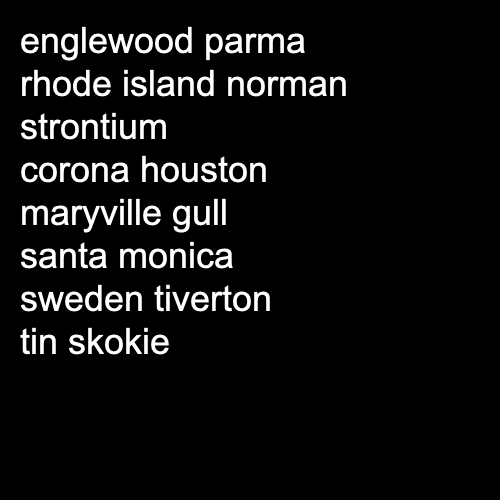 englewood parma
rhode island norman
strontium
corona houston
maryville gull
santa monica
sweden tiverton
tin skokie